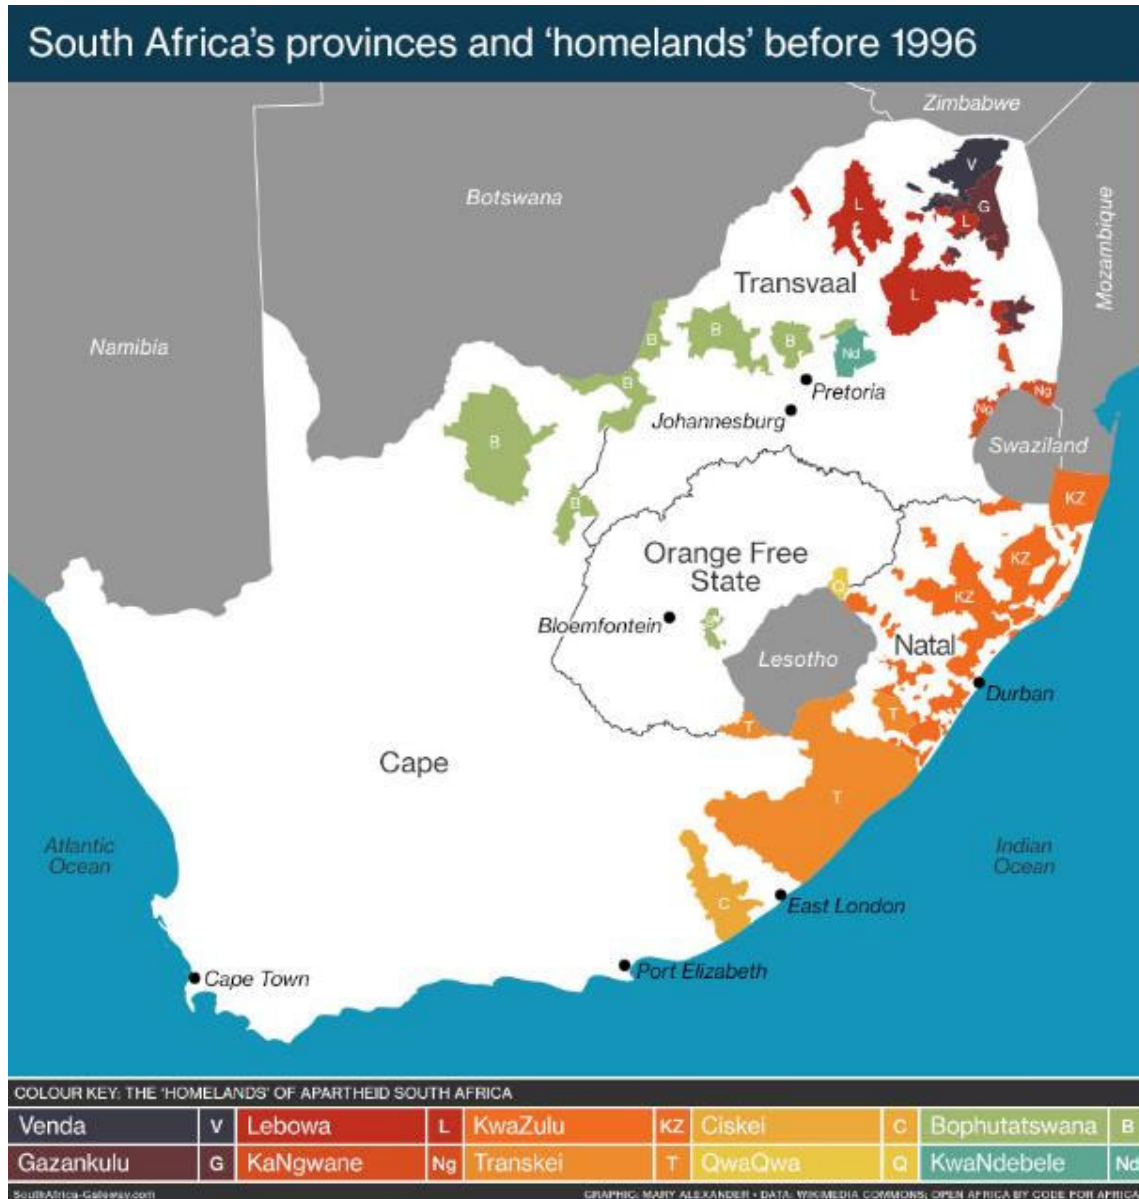 South Africa's provinces and 'homelands' before 1996
Zimbabwe
Botswana
Mozambique
Namibia
V
G
L
L
L
Transvaal
B
B
B
Nd
B
B
B
Pretoria
Johannesburg
Ng
Ng
Swaziland
KZ
KZ
KZ
Orange Free
State
Q
Bloemfontein
Lesotho
Natal
Durban
T
T
T
Cape
Atlantic
Ocean
Indian
Ocean
C
East London
Port Elizabeth
Cape Town
COLOUR KEY: THE 'HOMELANDS' OF APARTHEID SOUTH AFRICA
Venda V Lebowa L KwaZulu KZ Ciskei C Bophutatswana B
Gazankulu G KaNgwane Ng Transkei T QwaQwa Q KwaNdebele Nd
SouthAfrica-Gateway.com
GRAPHIC: MARY ALEXANDER • DATA: WIKIMEDIA COMMONS; OPEN AFRICA BY CODE FOR AFRICA